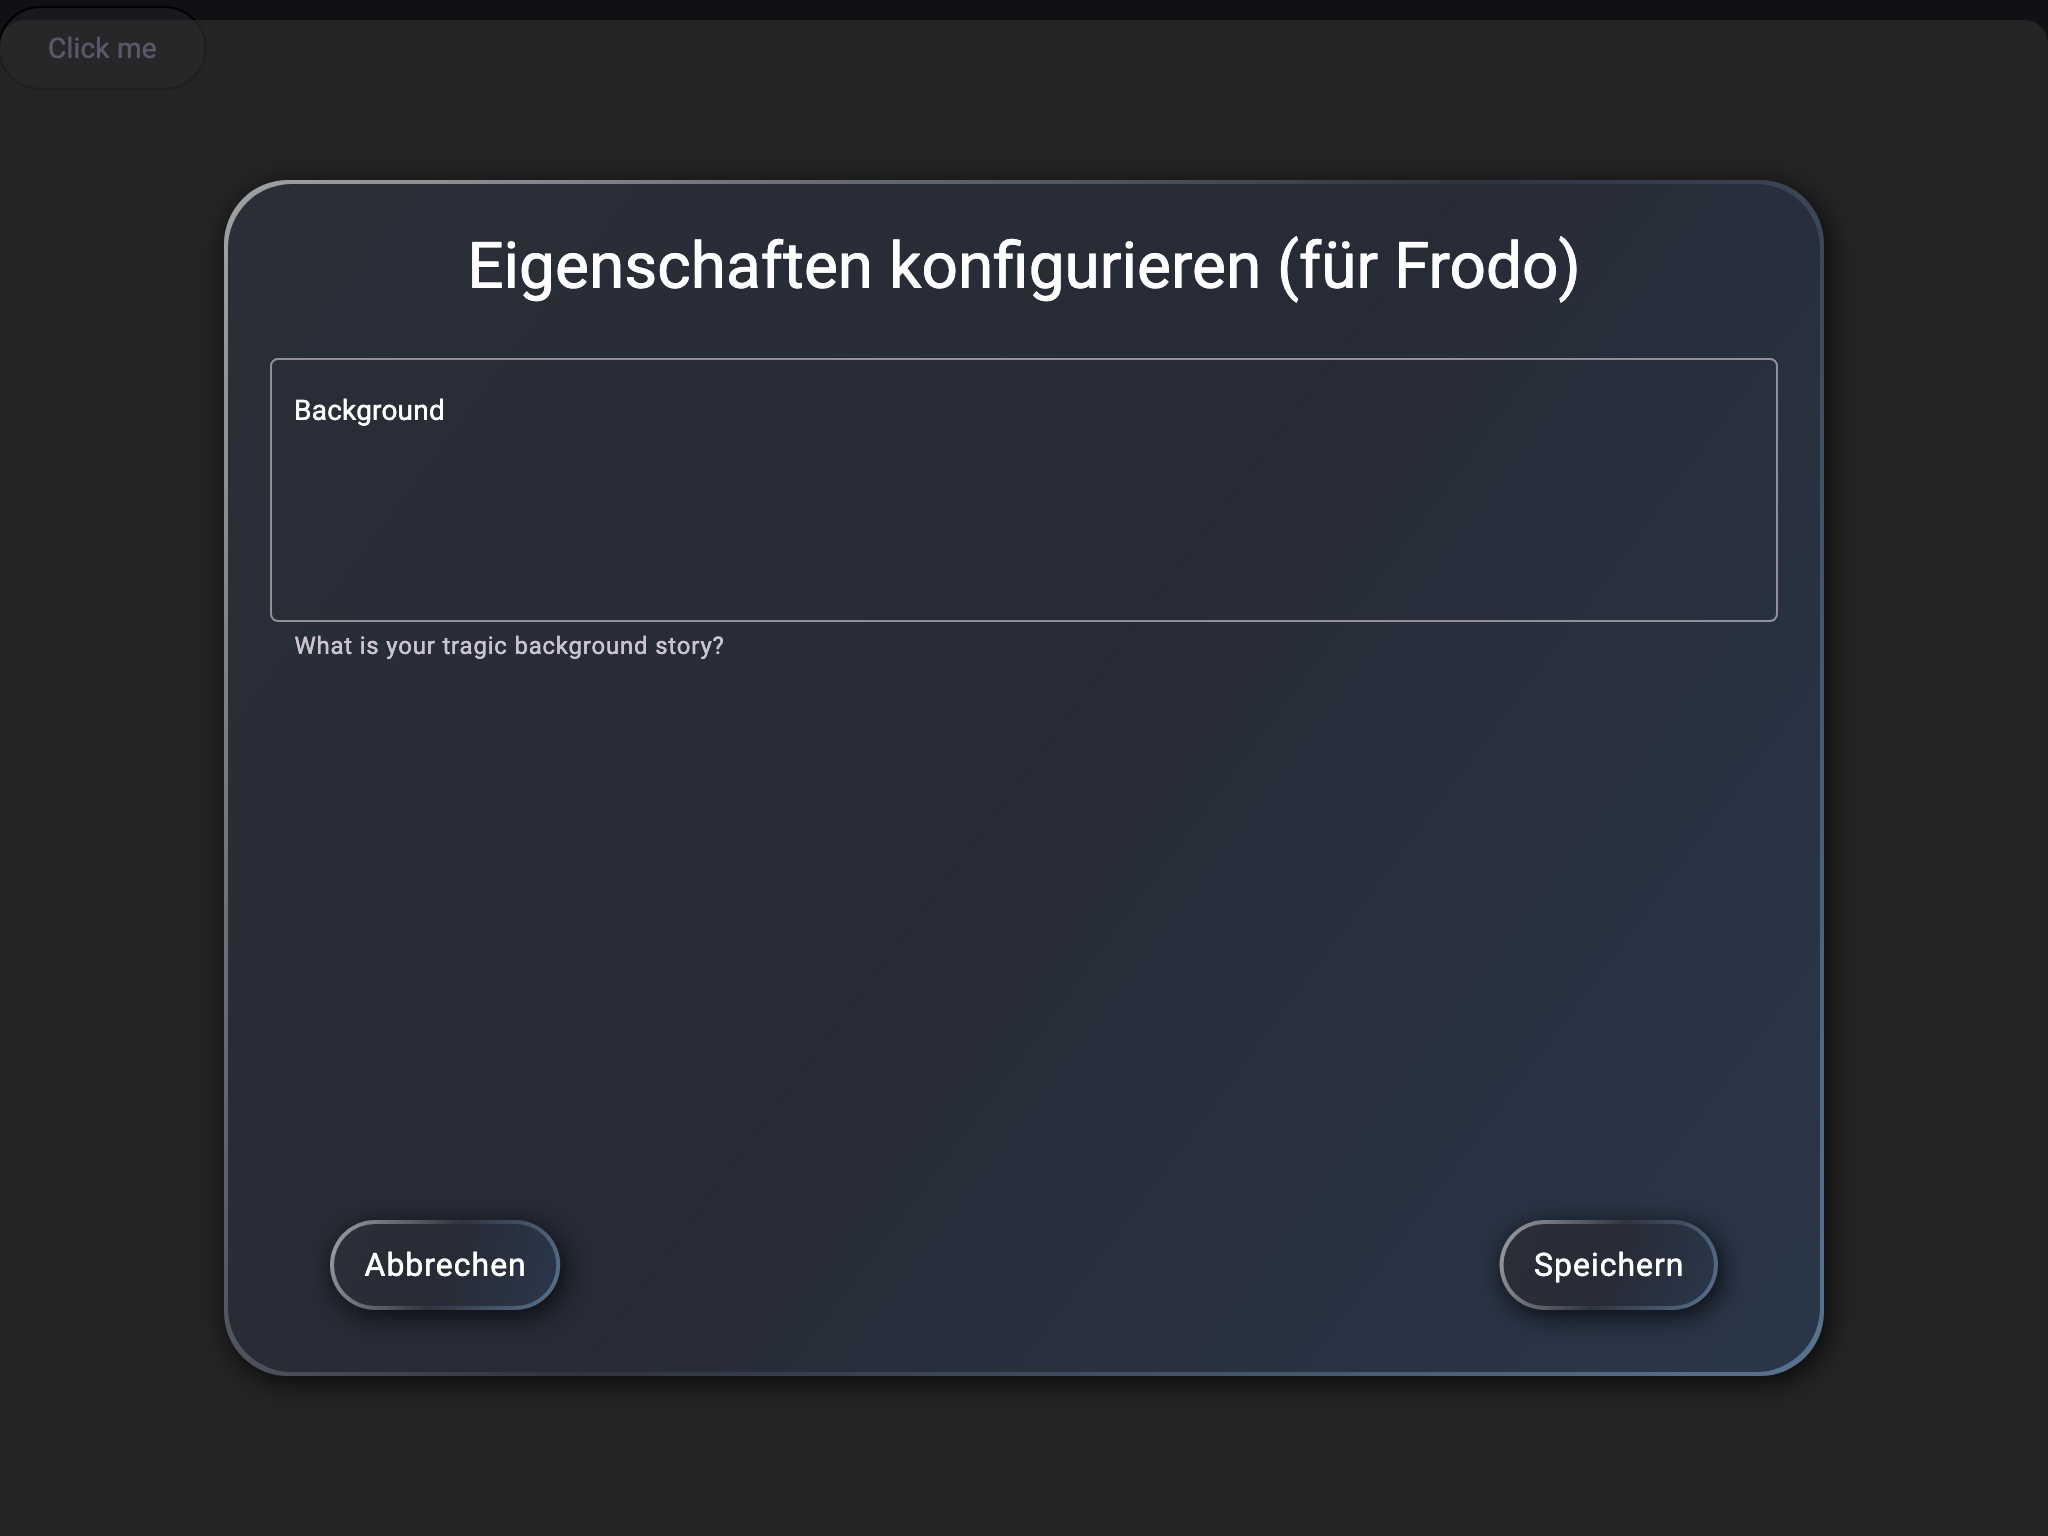 Click me
Eigenschaften konfigurieren (für Frodo)
Background
What is your tragic background story?
Abbrechen
Speichern